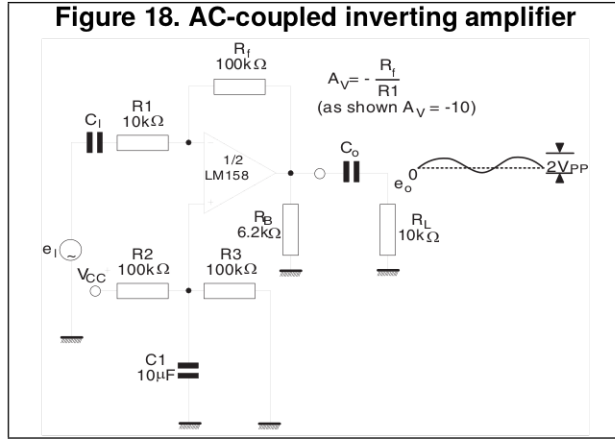 Figure 18. AC-coupled inverting amplifier
Rf
100kΩ
AV = - Rf
R1
(as shown AV = -10)
R1
10kΩ
CI
1/2
LM158
Co
0
eo
2VPP
RB
6.2kΩ
RL
10kΩ
eI
~
VCC
R2
100kΩ
R3
100kΩ
C1
10μF